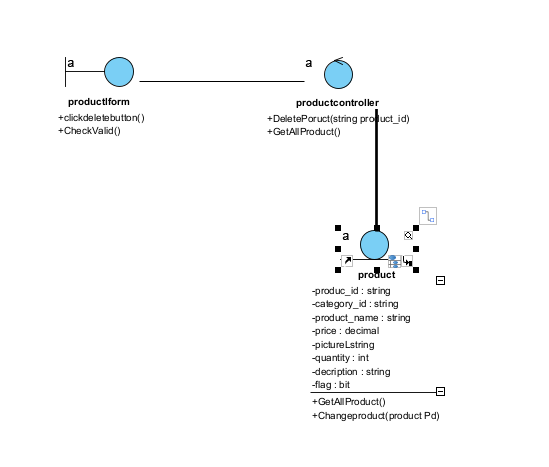 a
a
productlform
productcontroller
+clickdeletebutton()
+CheckValid()
+DeletePoruct(string product_id)
+GetAllProduct()
a
product
-produc_id : string
-category_id : string
-product_name : string
-price : decimal
-pictureLstring
-quantity : int
-decription : string
-flag : bit
+GetAllProduct()
+Changeproduct(product Pd)